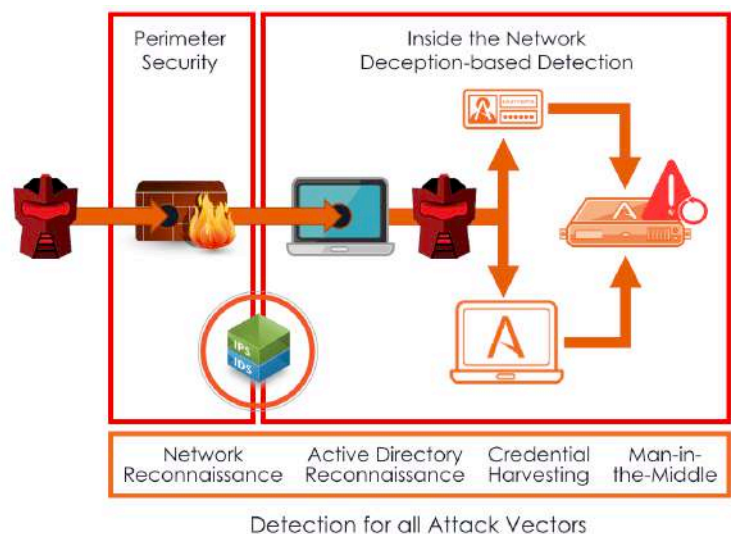 Perimeter
Security
Inside the Network
Deception-based Detection
IPS
IDS
Network
Reconnaissance
Active Directory
Reconnaissance
Credential
Harvesting
Man-in-
the-Middle
Detection for all Attack Vectors